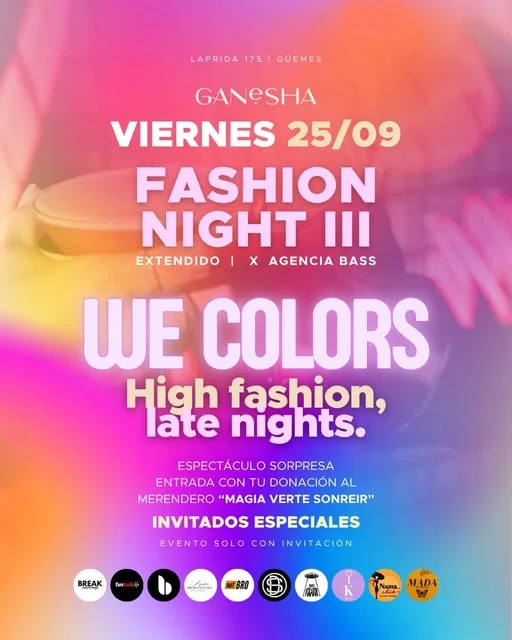 LAPRIDA 175 | GÜEMES
GANeSHA
VIERNES 25/09
FASHION
NIGHT III
EXTENDIDO | X AGENCIA BASS
WE COLORS
High fashion,
late nights.
ESPECTÁCULO SORPRESA
ENTRADA CON TU DONACIÓN AL
MERENDERO “MAGIA VERTE SONREIR”
INVITADOS ESPECIALES
EVENTO SOLO CON INVITACIÓN
BREAK
b
BRO
K
Nama
MADA